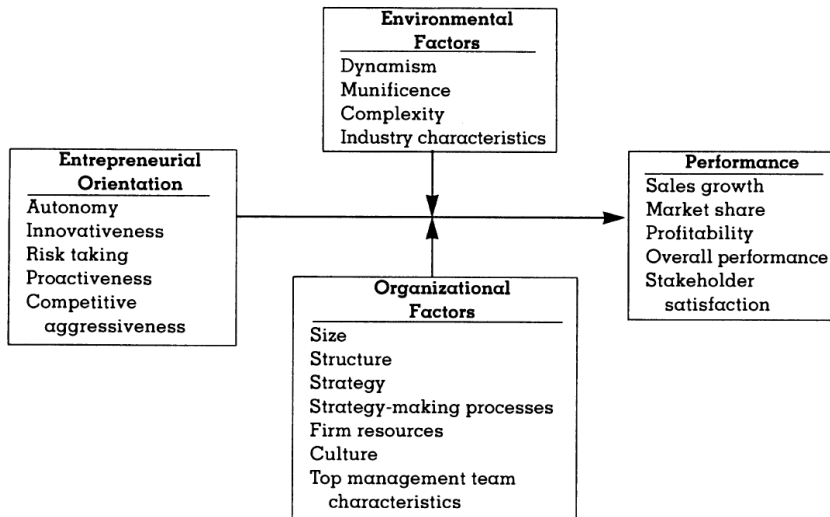 Environmental
Factors
Dynamism
Munificence
Complexity
Industry characteristics
Entrepreneurial
Orientation
Autonomy
Innovativeness
Risk taking
Proactiveness
Competitive
aggressiveness
Performance
Sales growth
Market share
Profitability
Overall performance
Stakeholder
satisfaction
Organizational
Factors
Size
Structure
Strategy
Strategy-making processes
Firm resources
Culture
Top management team
characteristics